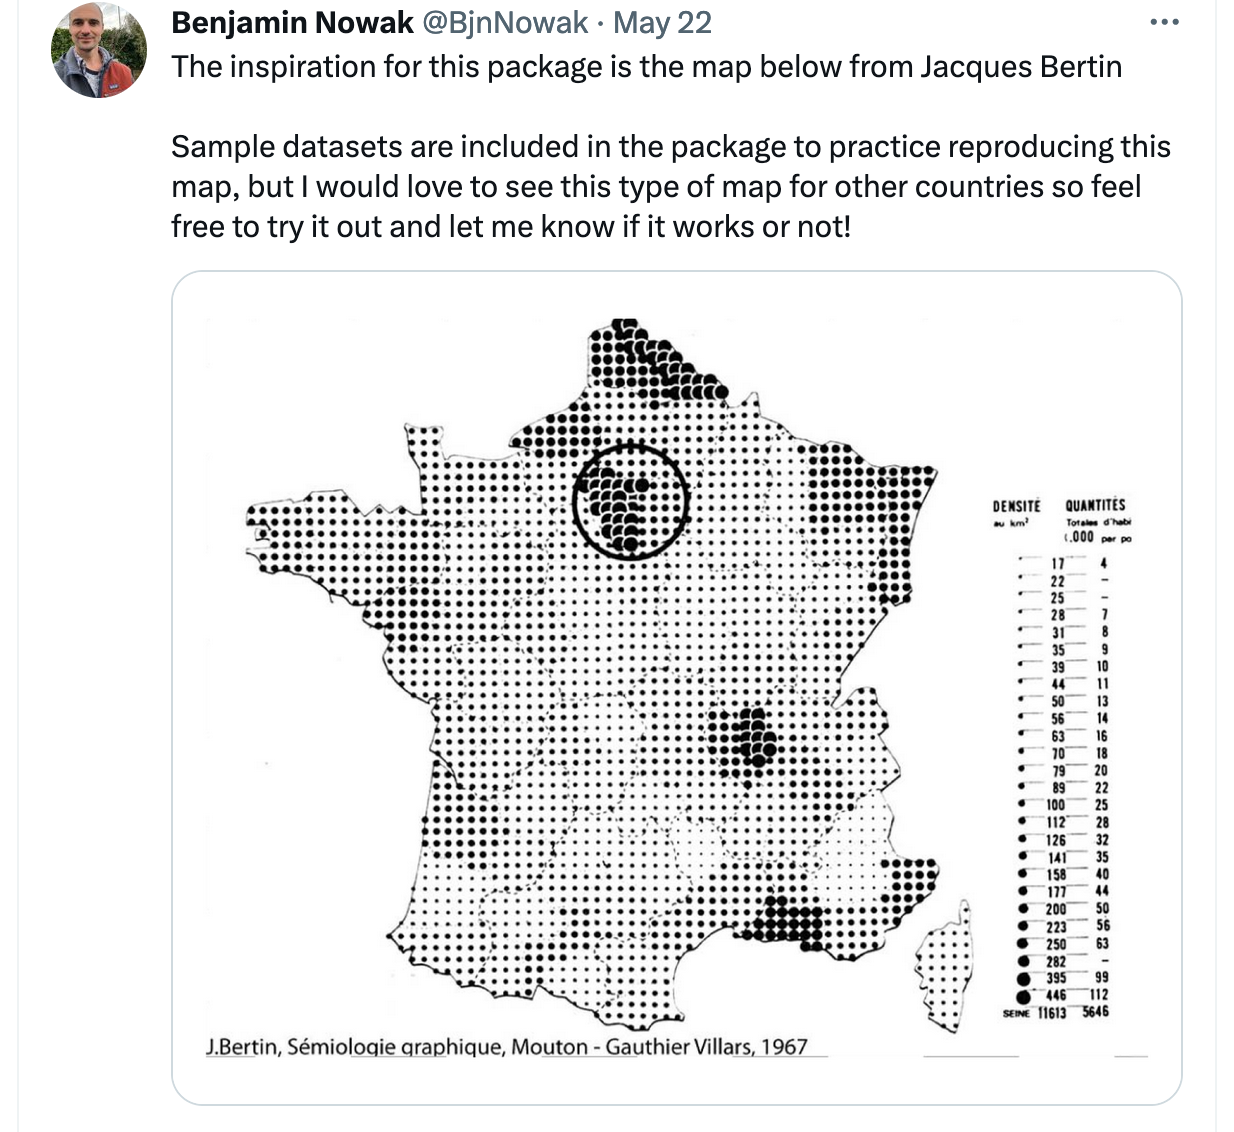 Benjamin Nowak @BjnNowak · May 22
The inspiration for this package is the map below from Jacques Bertin
Sample datasets are included in the package to practice reproducing this
map, but I would love to see this type of map for other countries so feel
free to try it out and let me know if it works or not!
DENSITÉ QUANTITÉS
au km² Totales d'habi
1.000 par po
17 4
22 –
25 –
28 7
31 8
35 9
39 10
44 11
50 13
56 14
63 16
70 18
79 20
89 22
100 25
112 28
126 32
141 35
158 40
177 44
200 50
223 56
250 63
282 –
395 99
446 112
SEINE 11613 5646
J.Bertin, Sémiologie graphique, Mouton - Gauthier Villars, 1967